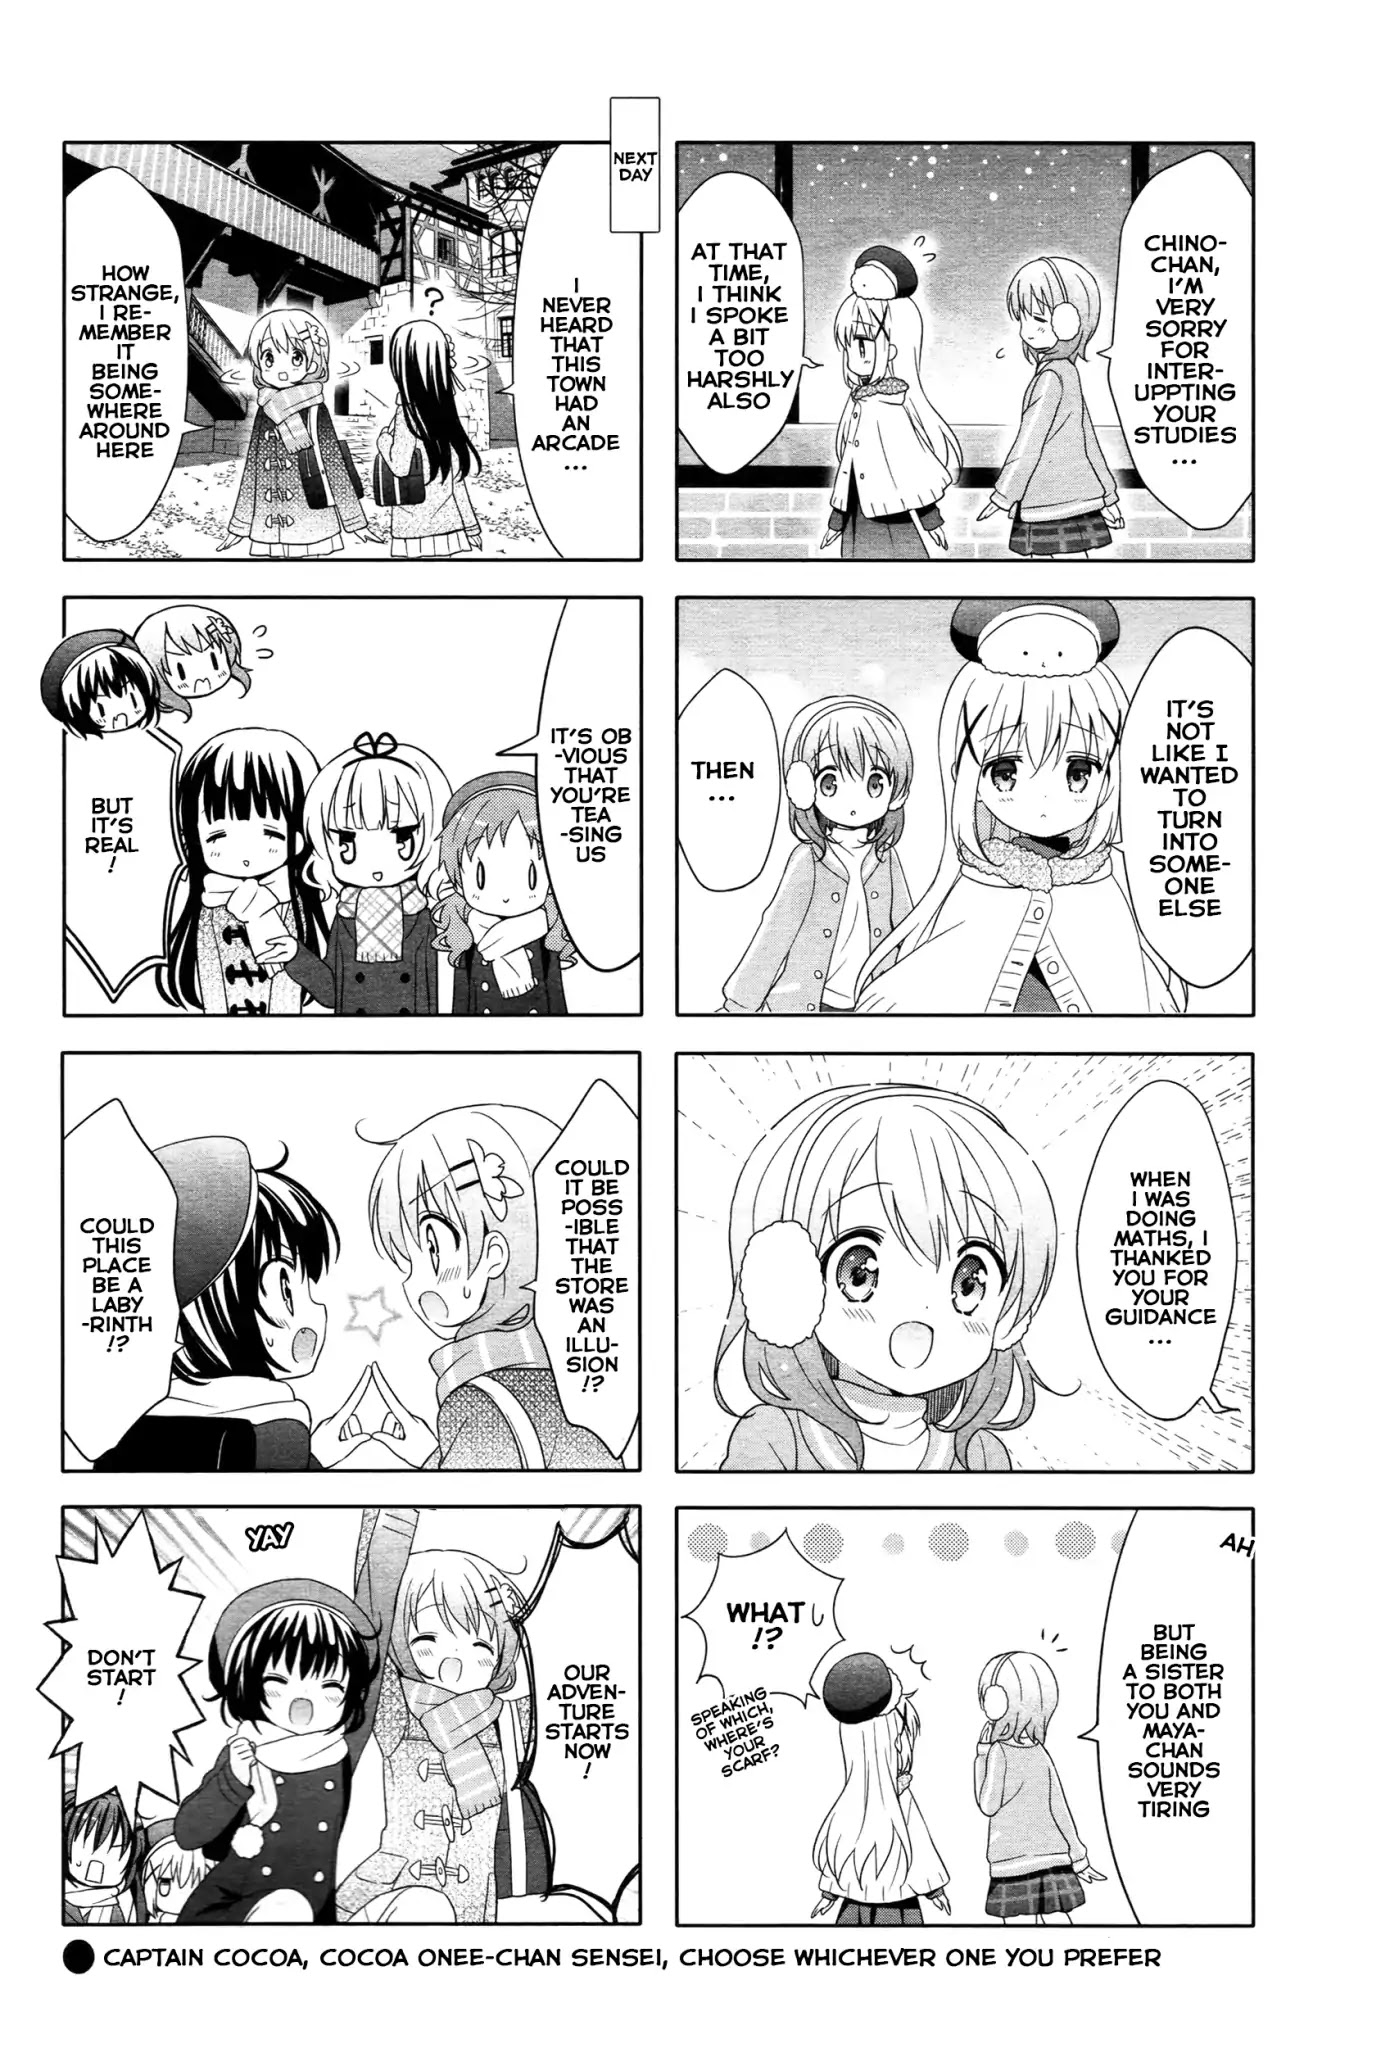 CHINO-
CHAN,
I'M
VERY
SORRY
FOR
INTER-
UPPTING
YOUR
STUDIES
...
AT THAT
TIME,
I THINK
I SPOKE
A BIT
TOO
HARSHLY
ALSO
IT'S
NOT
LIKE I
WANTED
TO
TURN
INTO
SOME-
ONE
ELSE
THEN
...
WHEN
I WAS
DOING
MATHS, I
THANKED
YOU FOR
YOUR
GUIDANCE
...
AH
BUT
BEING
A SISTER
TO BOTH
YOU AND
MAYA-
CHAN
SOUNDS
VERY
TIRING
WHAT
!?
SPEAKING
OF WHICH,
WHERE'S
YOUR
SCARF?
NEXT
DAY
I
NEVER
HEARD
THAT
THIS
TOWN
HAD
AN
ARCADE
...
?
HOW
STRANGE,
I RE-
MEMBER
IT
BEING
SOME-
WHERE
AROUND
HERE
IT'S OB
-VIOUS
THAT
YOU'RE
TEA
-SING
US
BUT
IT'S
REAL
!
COULD
IT BE
POSS
-IBLE
THAT
THE
STORE
WAS
AN
ILLU-
SION
!?
COULD
THIS
PLACE
BE A
LABY
-RINTH
!?
OUR
ADVEN-
TURE
STARTS
NOW
!
YAY
DON'T
START
!
CAPTAIN COCOA, COCOA ONEE-CHAN SENSEI, CHOOSE WHICHEVER ONE YOU PREFER